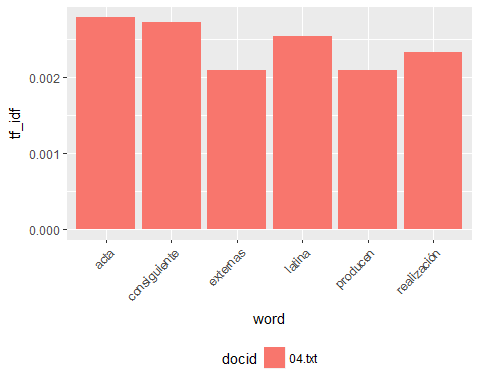 tf_idf
0.002
0.001
0.000
acta
consiguiente
externas
latina
producen
realización
word
docid 04.txt